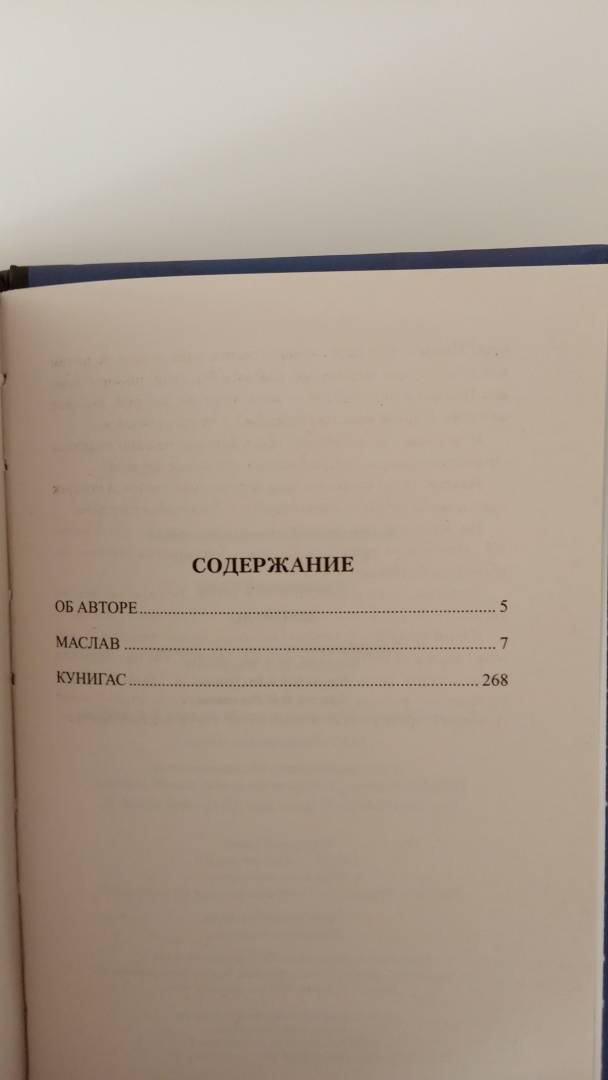 СОДЕРЖАНИЕ
ОБ АВТОРЕ 5
МАСЛАВ 7
КУНИГАС 268